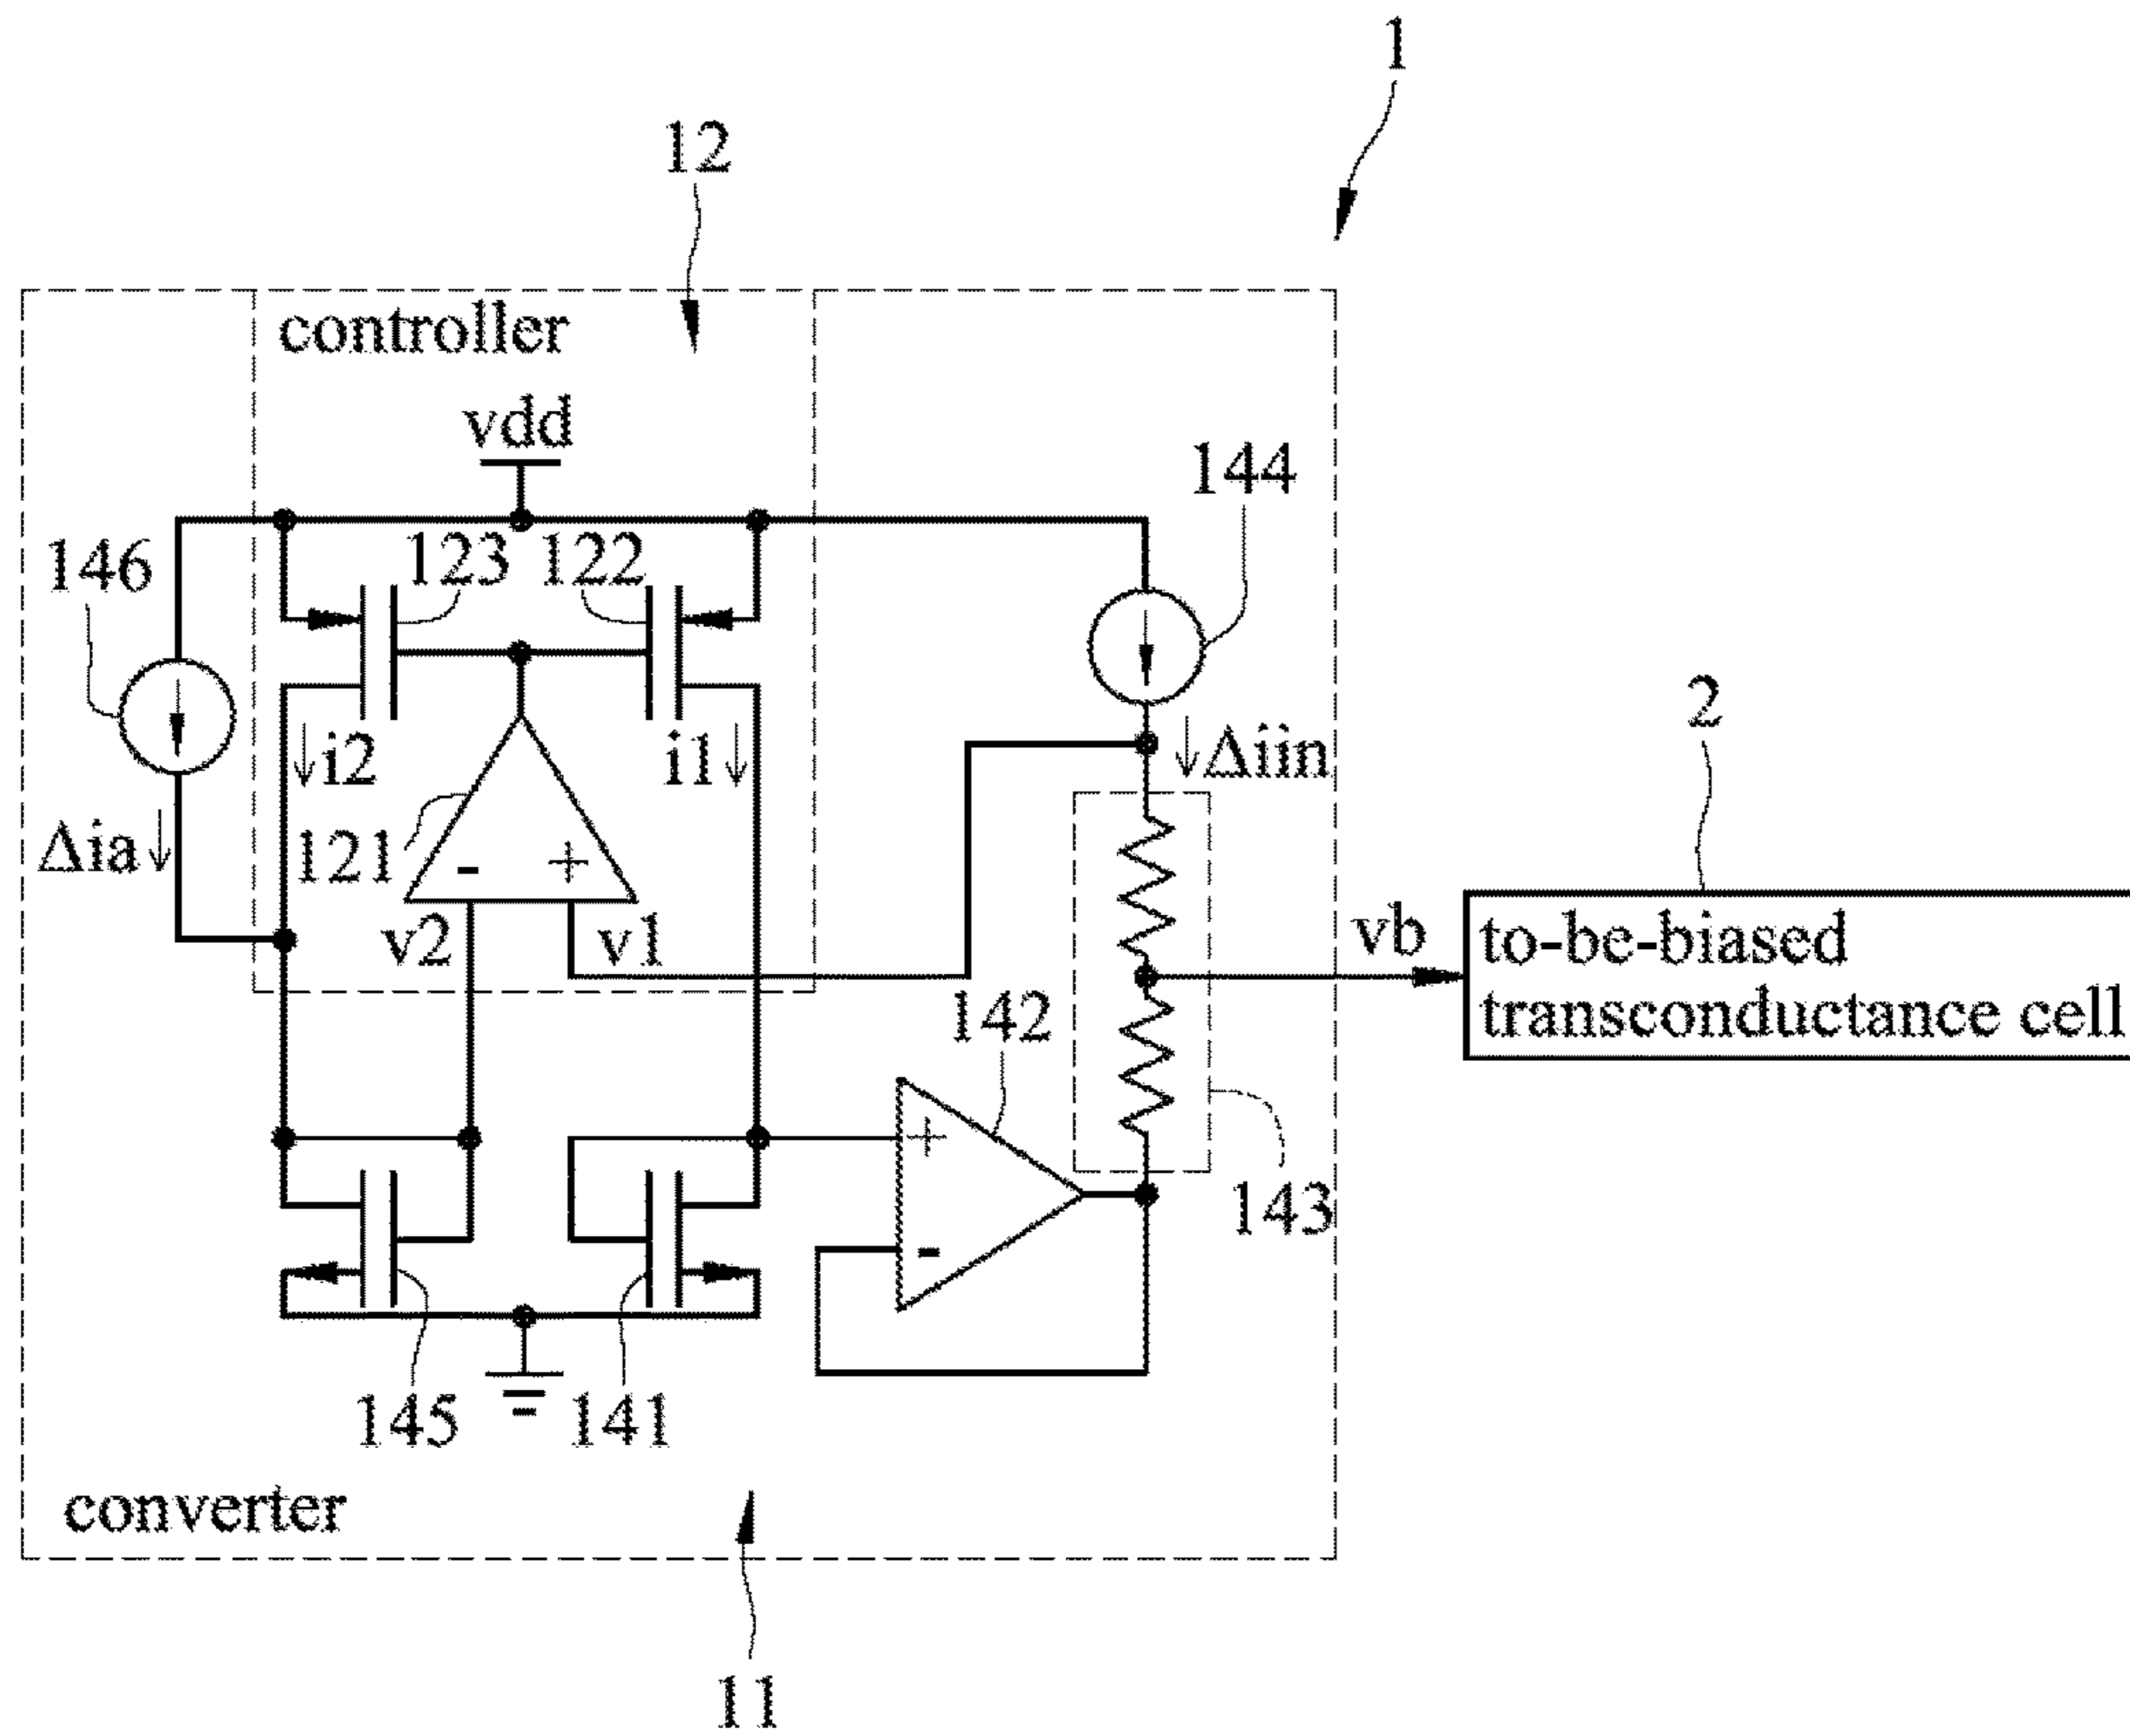 1
12
controller
vdd
144
146
123
122
2
i2
i1
Δiin
Δia
121
-
+
v2
v1
vb
to-be-biased
transconductance cell
142
+
-
143
145
141
converter
11